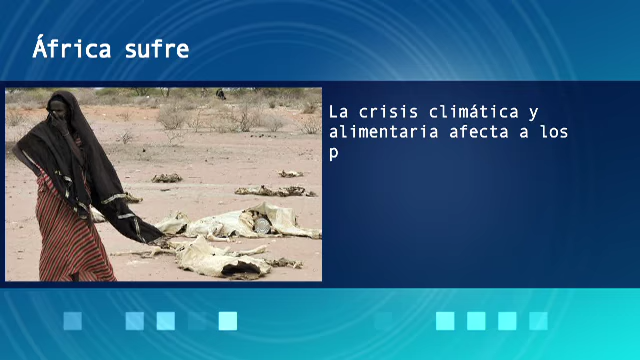 África sufre
La crisis climática y
alimentaria afecta a los
p